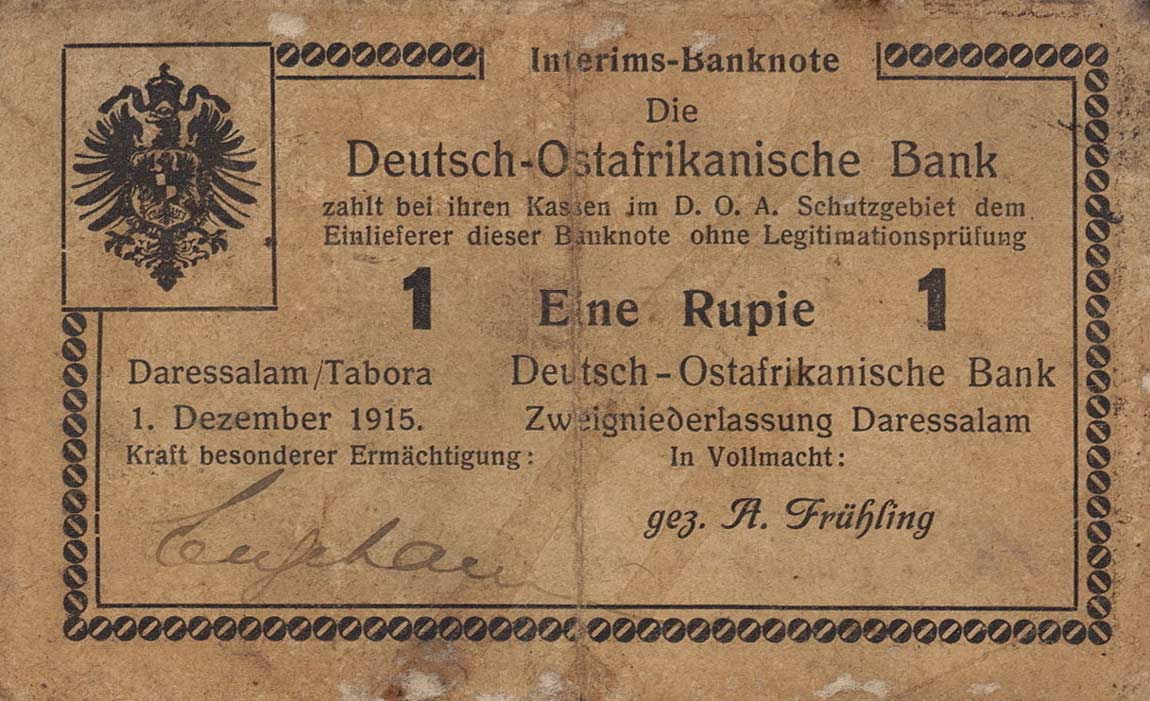 Interims-Banknote
Die
Deutsch-Ostafrikanische Bank
zahlt bei ihren Kassen im D. O. A. Schutzgebiet dem
Einlieferer dieser Banknote ohne Legitimationsprüfung
1 Eine Rupie 1
Daressalam/Tabora
1. Dezember 1915.
Kraft besonderer Ermächtigung:
Deutsch-Ostafrikanische Bank
Zweigniederlassung Daressalam
In Vollmacht:
gez. A. Frühling